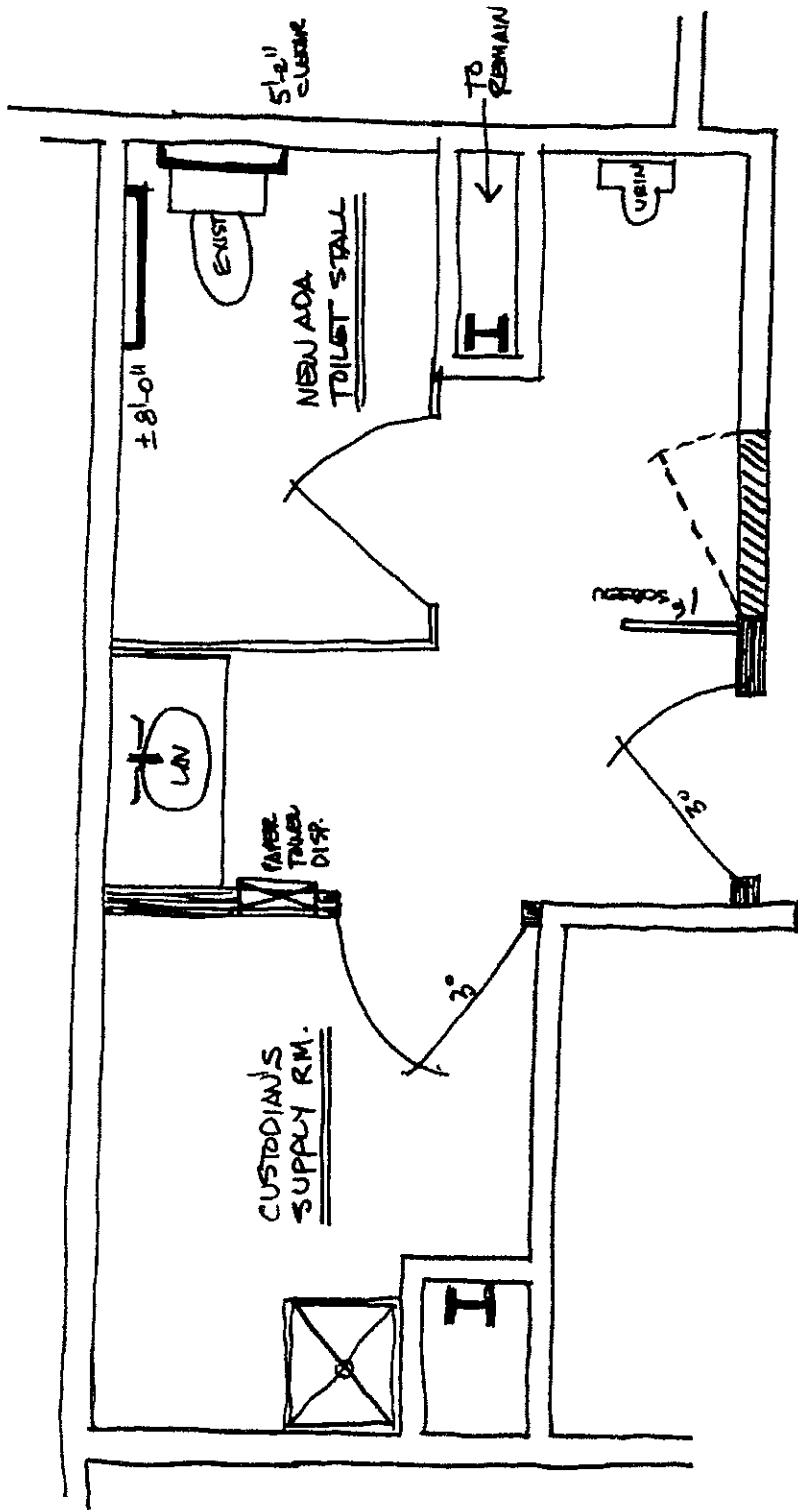 CUSTODIAN'S
SUPPLY RM.
3°
PAPER
TOWEL
DISP.
LAV
3°
SCREEN
± 8'-0"
NEW ADA
TOILET STALL
EXIST
5'-2"
CLEAR
TO
REMAIN
URIN